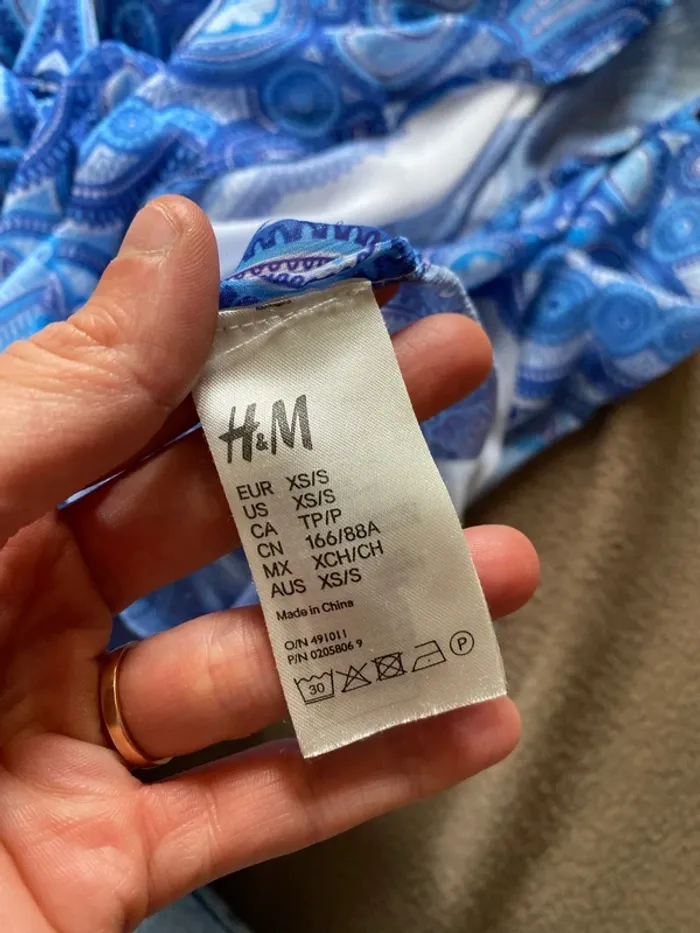 H&M
EUR XS/S
US XS/S
CA TP/P
CN 166/88A
MX XCH/CH
AUS XS/S
Made in China
O/N 491011
P/N 0205806 9
30 P